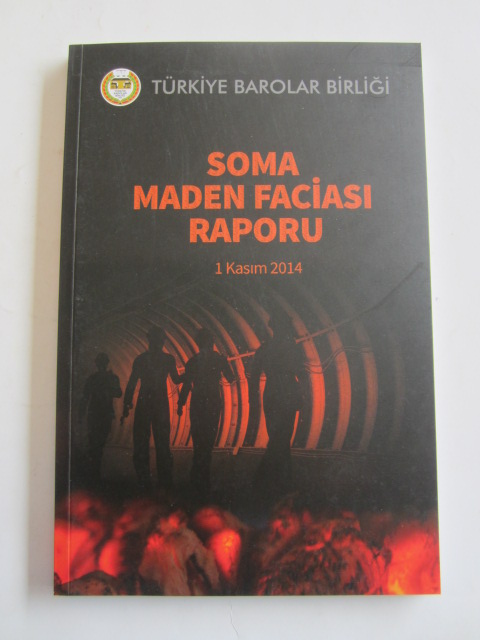 TÜRKİYE BAROLAR BİRLİĞİ
SOMA
MADEN FACİASI
RAPORU
1 Kasım 2014